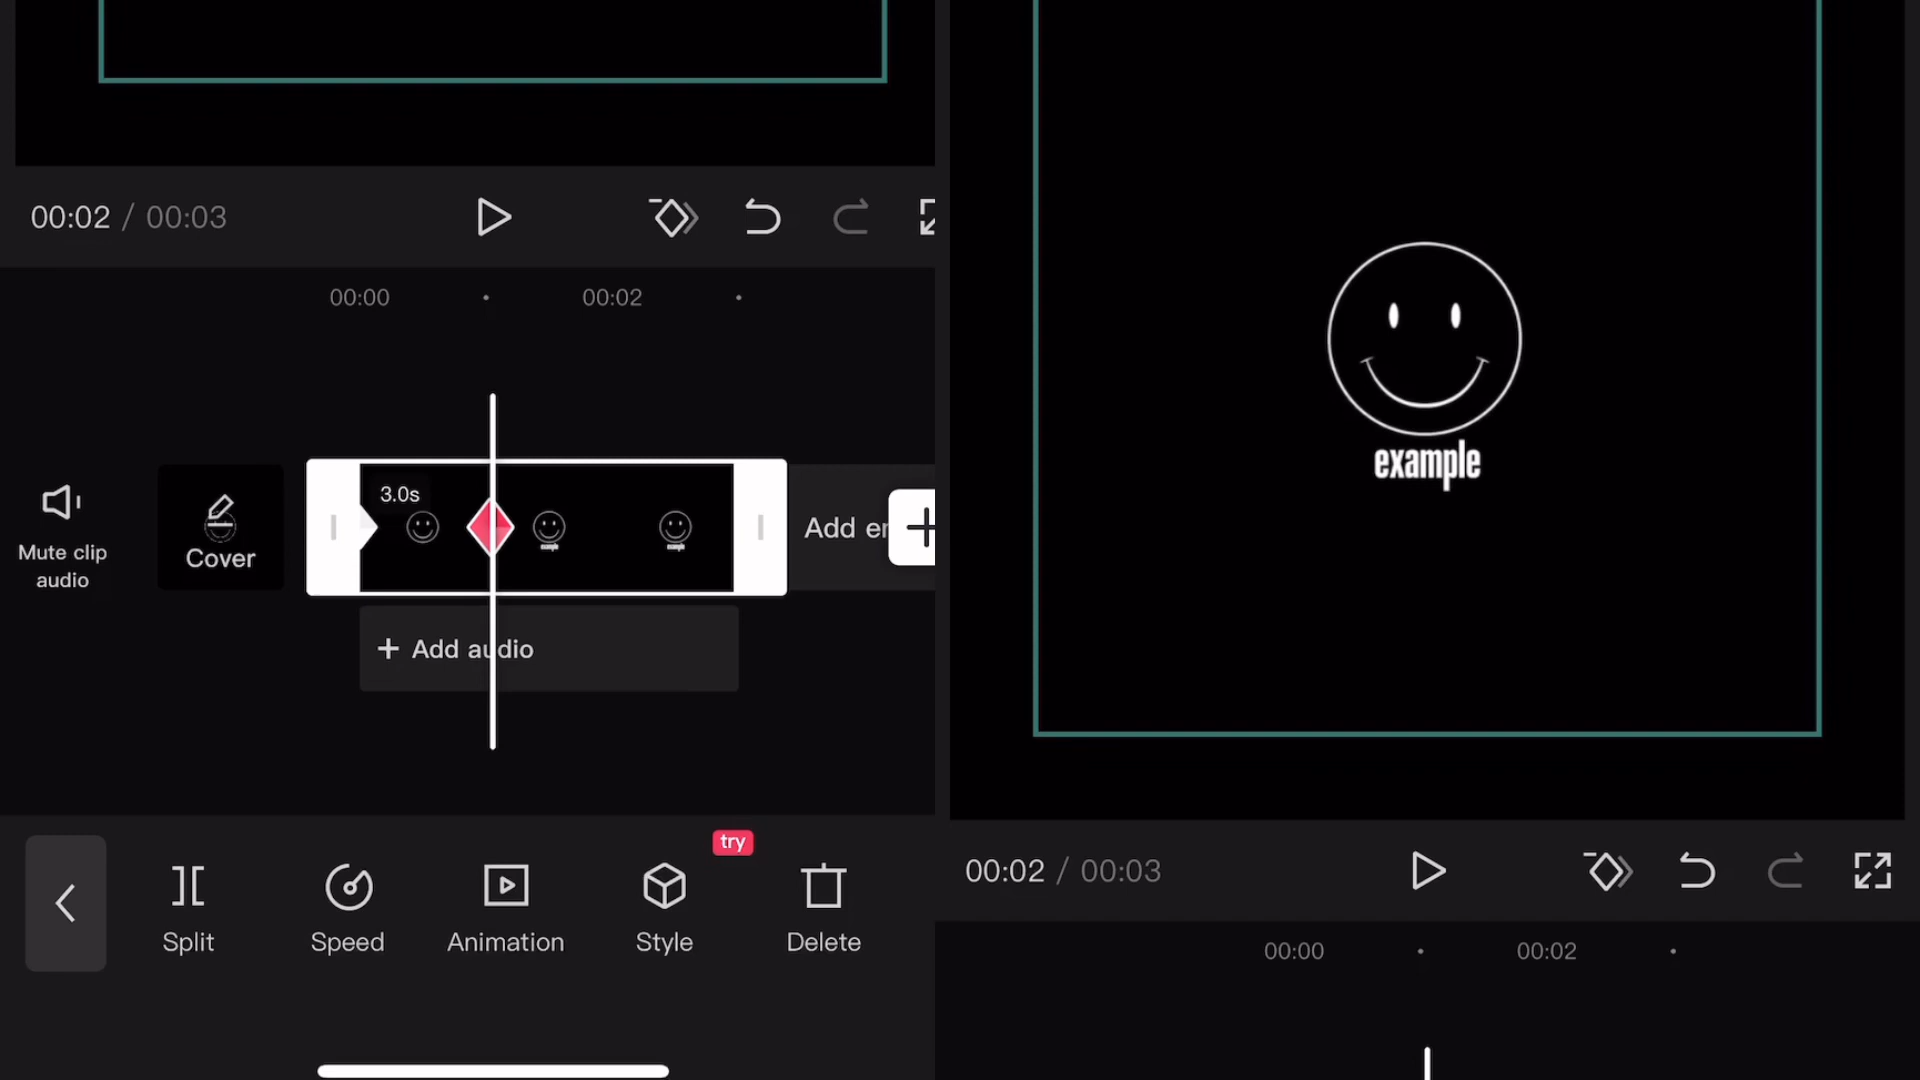 00:02 / 00:03
00:00
00:02
3.0s
Mute clip
audio
Cover
Add
+ Add audio
try
Split
Speed
Animation
Style
Delete
example
00:02 / 00:03
00:00
00:02